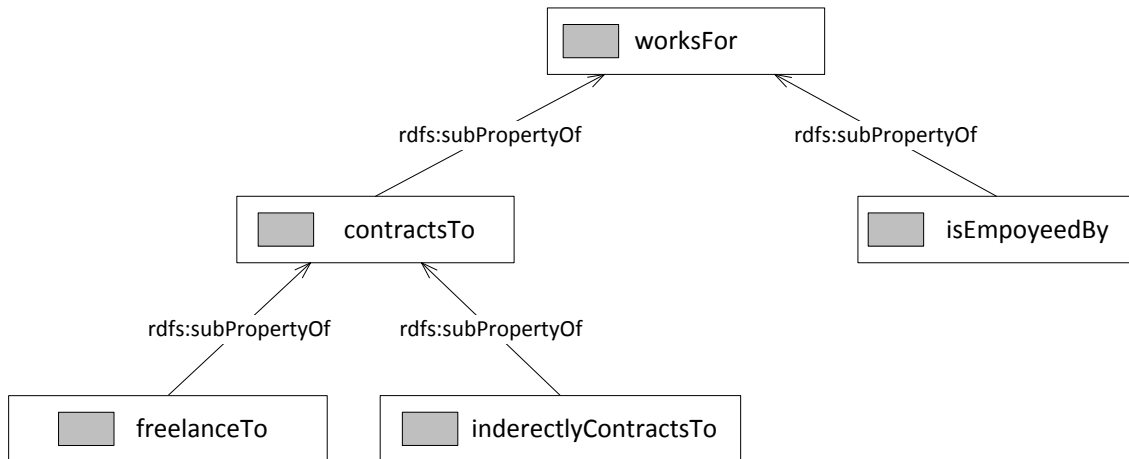 worksFor
rdfs:subPropertyOf
rdfs:subPropertyOf
contractsTo
isEmpoyeedBy
rdfs:subPropertyOf
rdfs:subPropertyOf
freelanceTo
inderectlyContractsTo